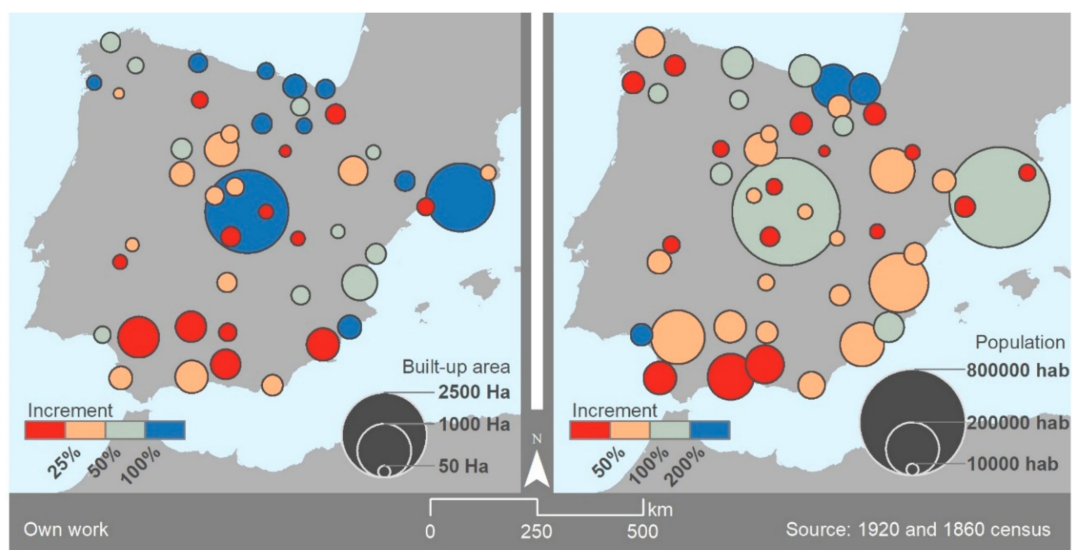 Built-up area
2500 Ha
1000 Ha
50 Ha
Increment
25%
50%
100%
N
Population
800000 hab
200000 hab
10000 hab
Increment
50%
100%
200%
km
0
250
500
Own work
Source: 1920 and 1860 census